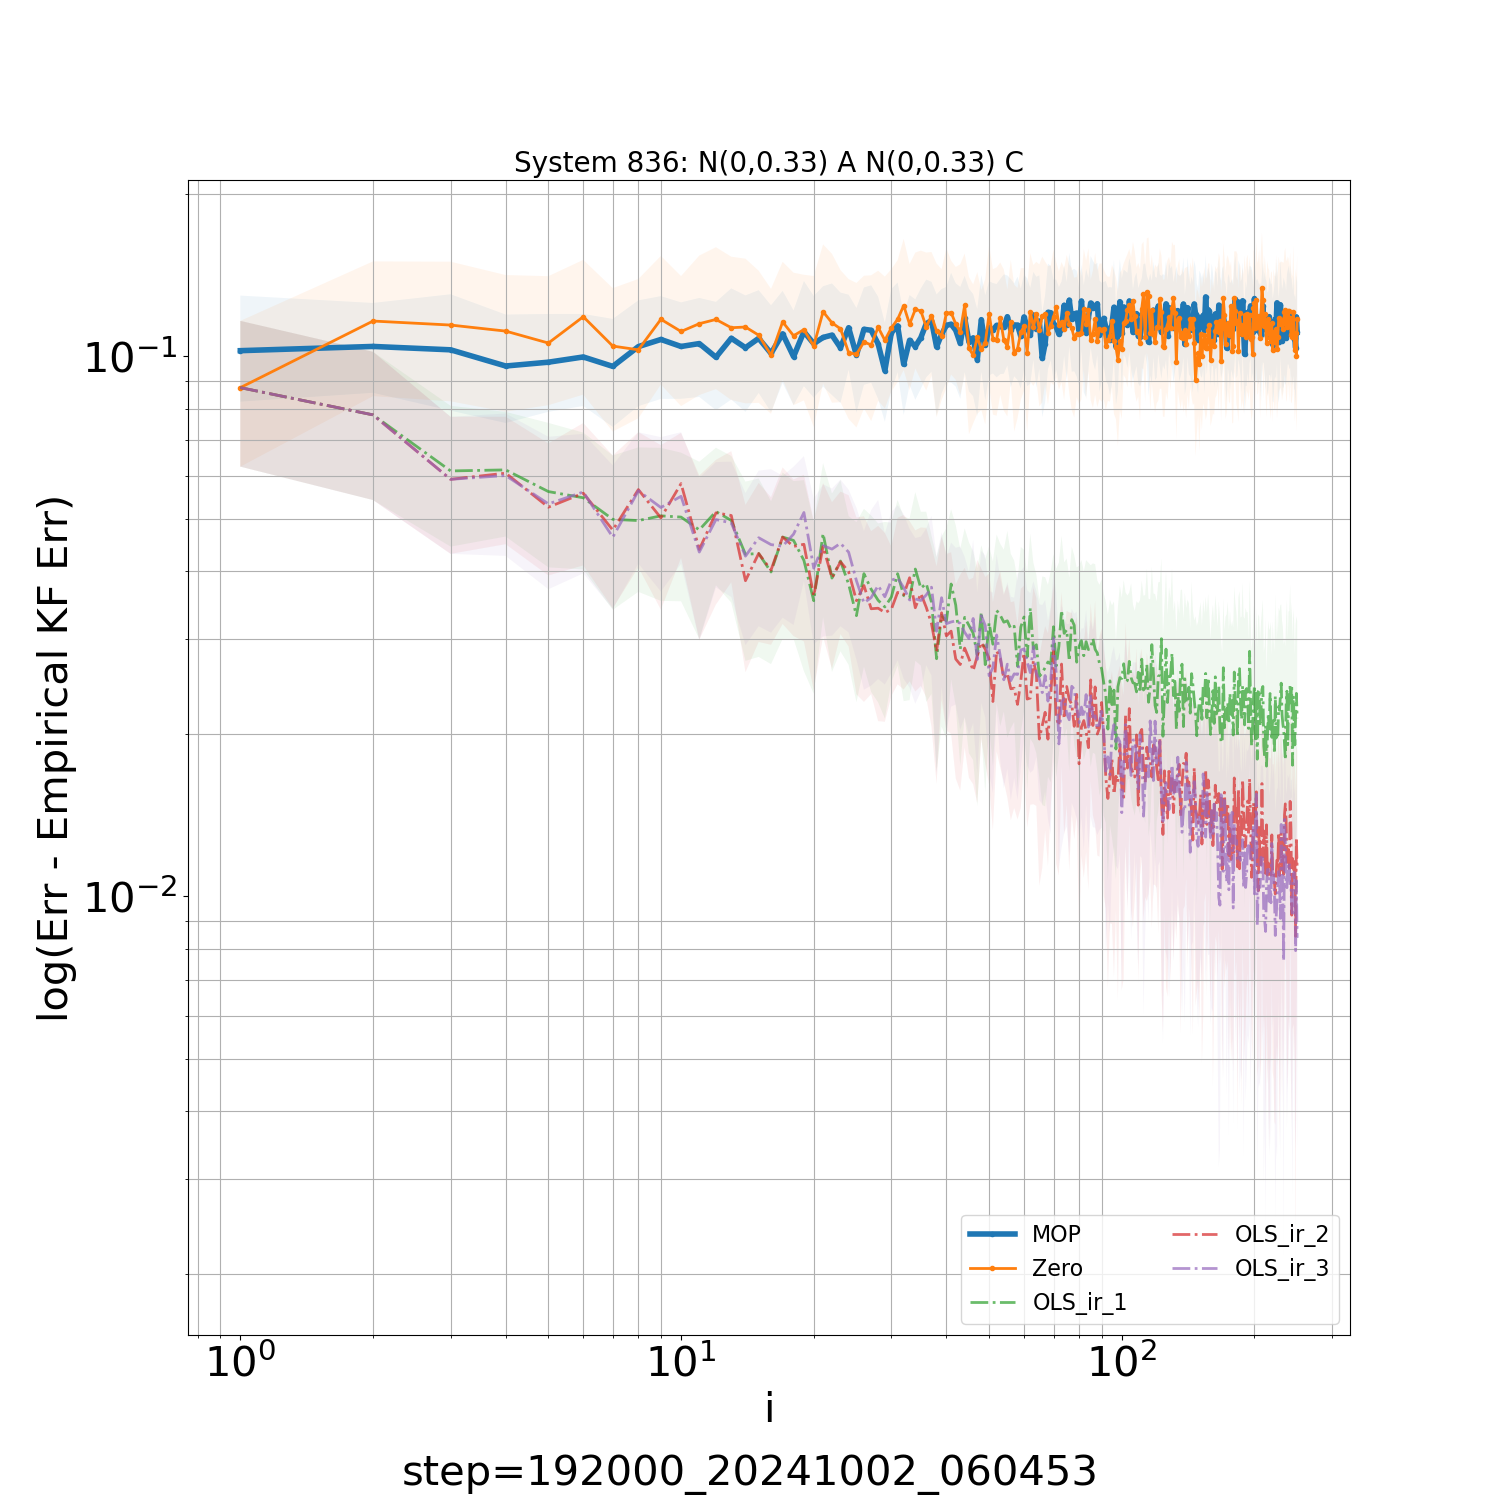 System 836: N(0,0.33) A N(0,0.33) C
log(Err - Empirical KF Err)
10⁻¹
10⁻²
MOP
Zero
OLS_ir_1
OLS_ir_2
OLS_ir_3
10⁰
10¹
10²
i
step=192000_20241002_060453